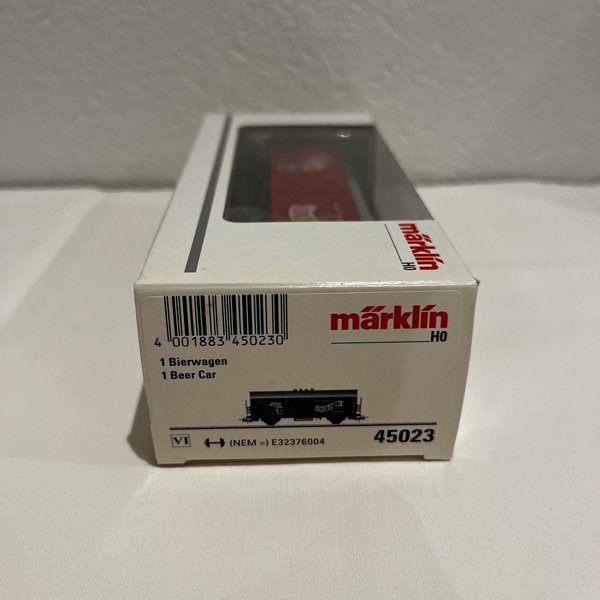 märklin
HO
4 001883 450230
märklin
HO
1 Bierwagen
1 Beer Car
VI (NEM =) E32376004 45023